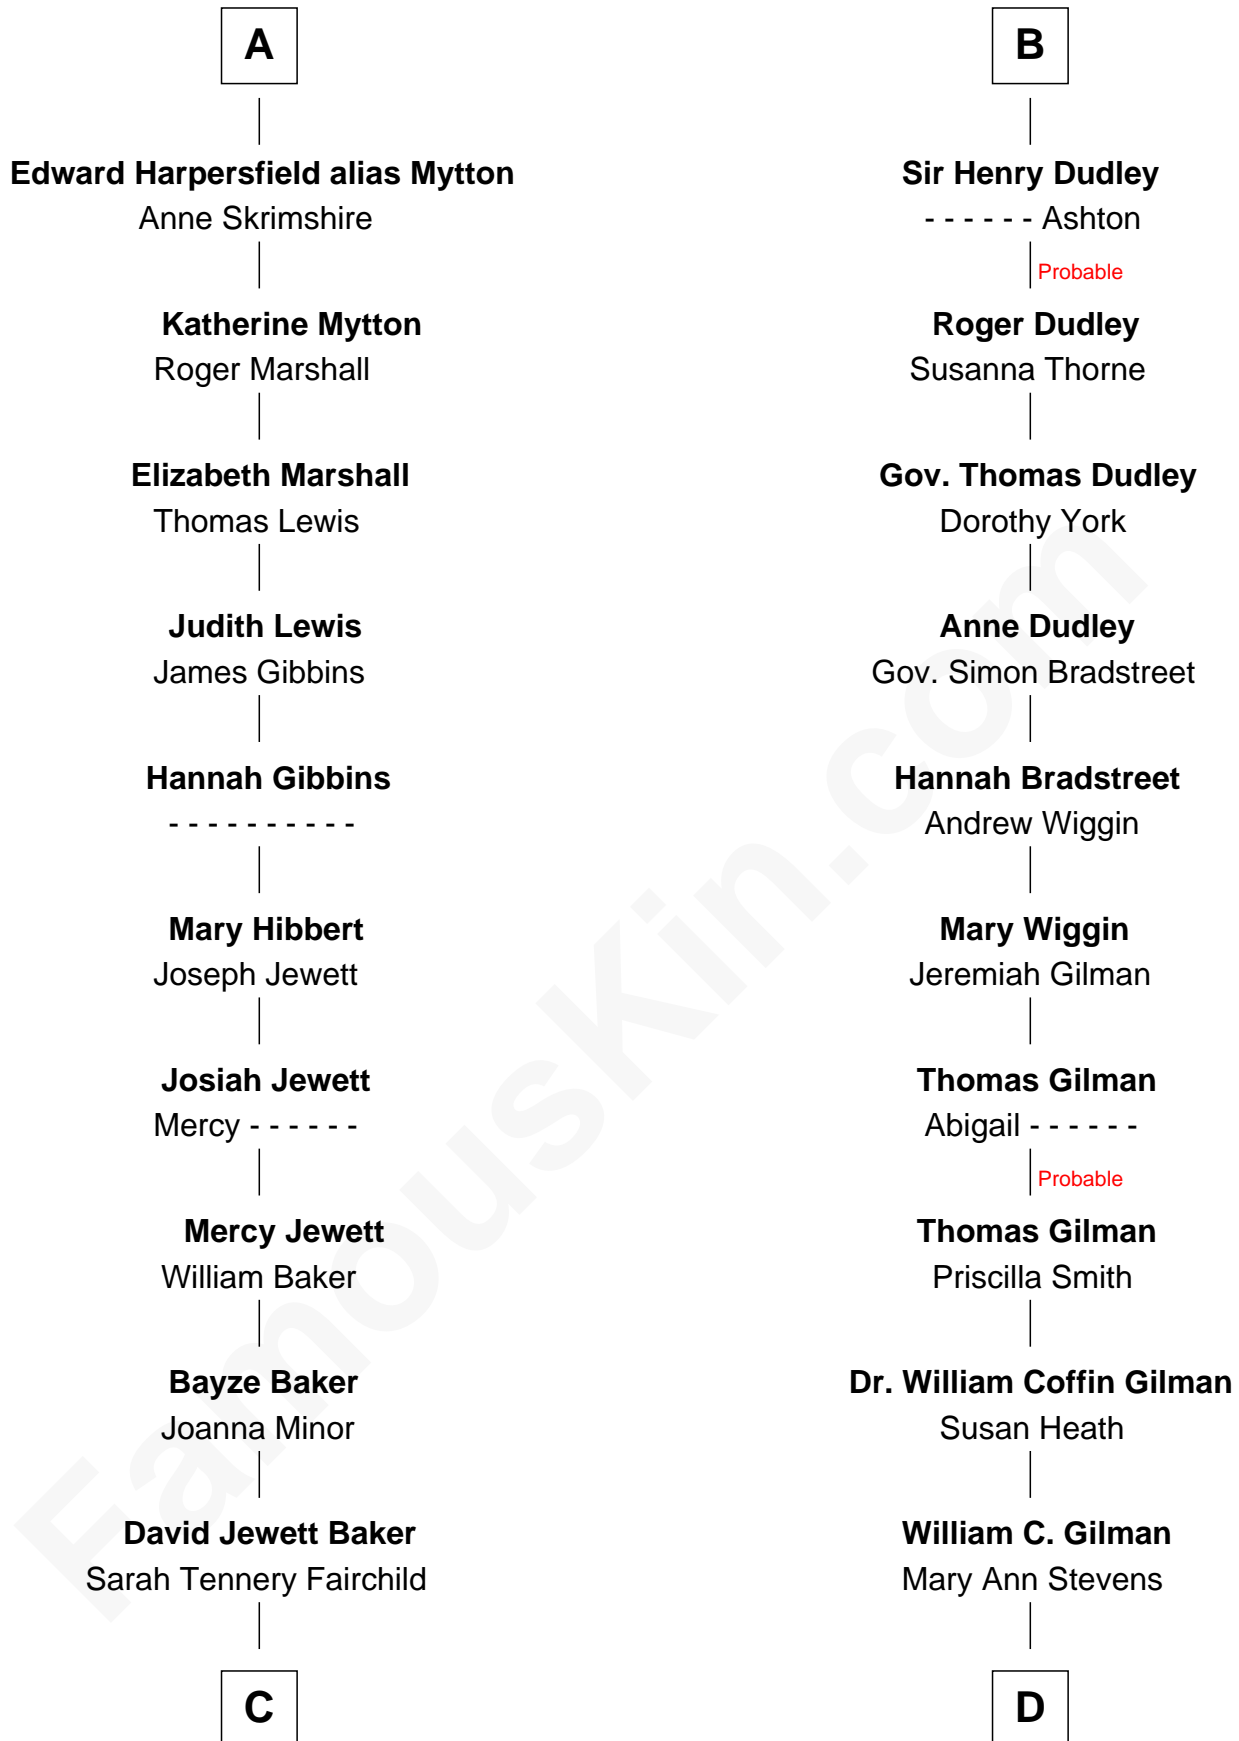 A
Edward Harpersfield alias Mytton
Anne Skrimshire
Katherine Mytton
Roger Marshall
Elizabeth Marshall
Thomas Lewis
Judith Lewis
James Gibbins
Hannah Gibbins
- - - - - - - - - -
Mary Hibbert
Joseph Jewett
Josiah Jewett
Mercy - - - - - -
Mercy Jewett
William Baker
Bayze Baker
Joanna Minor
David Jewett Baker
Sarah Tennery Fairchild
C
B
Sir Henry Dudley
- - - - - - Ashton
Probable
Roger Dudley
Susanna Thorne
Gov. Thomas Dudley
Dorothy York
Anne Dudley
Gov. Simon Bradstreet
Hannah Bradstreet
Andrew Wiggin
Mary Wiggin
Jeremiah Gilman
Thomas Gilman
Abigail - - - - - -
Probable
Thomas Gilman
Priscilla Smith
Dr. William Coffin Gilman
Susan Heath
William C. Gilman
Mary Ann Stevens
D
FamousKin.com